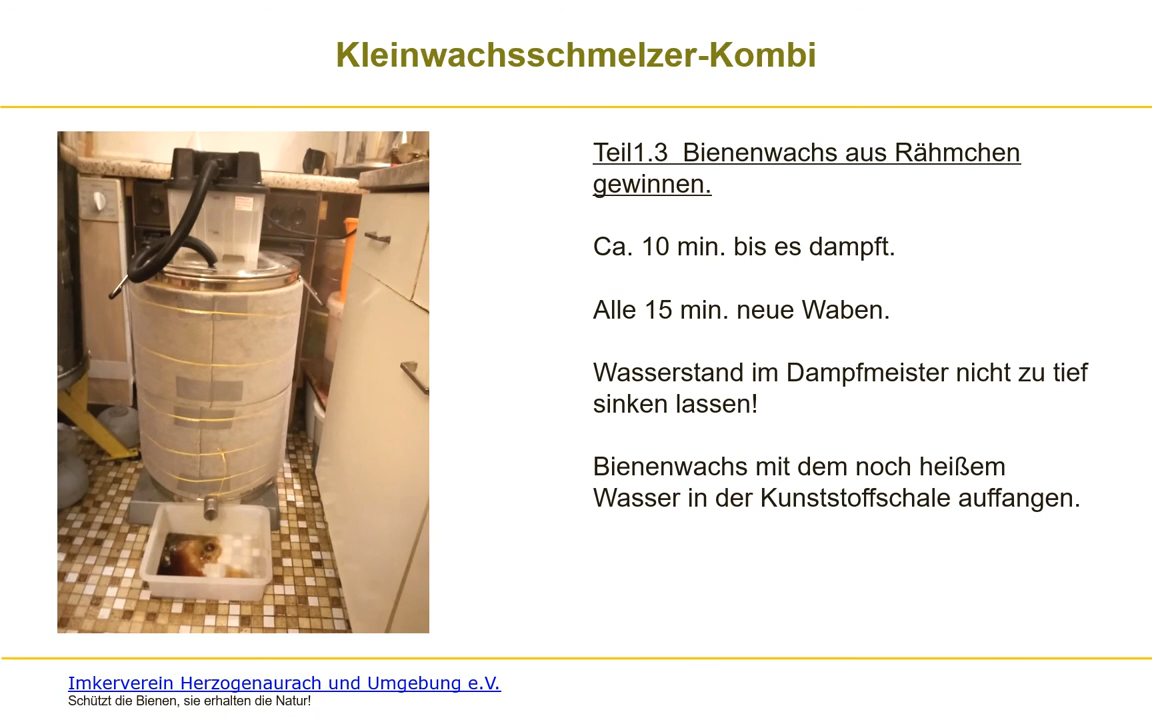 Kleinwachsschmelzer-Kombi
Teil1.3  Bienenwachs aus Rähmchen
gewinnen.
Ca. 10 min. bis es dampft.
Alle 15 min. neue Waben.
Wasserstand im Dampfmeister nicht zu tief
sinken lassen!
Bienenwachs mit dem noch heißem
Wasser in der Kunststoffschale auffangen.
Imkerverein Herzogenaurach und Umgebung e.V.
Schützt die Bienen, sie erhalten die Natur!